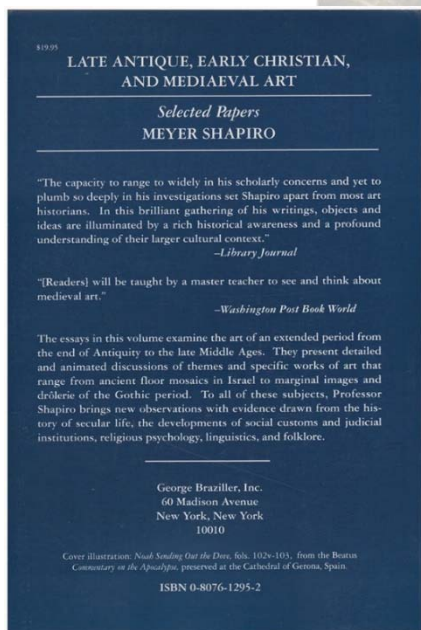 $19.95
LATE ANTIQUE, EARLY CHRISTIAN,
AND MEDIAEVAL ART
Selected Papers
MEYER SHAPIRO
“The capacity to range to widely in his scholarly concerns and yet to
plumb so deeply in his investigations set Shapiro apart from most art
historians. In this brilliant gathering of his writings, objects and
ideas are illuminated by a rich historical awareness and a profound
understanding of their larger cultural context.”
–Library Journal
“[Readers] will be taught by a master teacher to see and think about
medieval art.”
–Washington Post Book World
The essays in this volume examine the art of an extended period from
the end of Antiquity to the late Middle Ages. They present detailed
and animated discussions of themes and specific works of art that
range from ancient floor mosaics in Israel to marginal images and
drôlerie of the Gothic period. To all of these subjects, Professor
Shapiro brings new observations with evidence drawn from the his-
tory of secular life, the developments of social customs and judicial
institutions, religious psychology, linguistics, and folklore.
George Braziller, Inc.
60 Madison Avenue
New York, New York
10010
Cover illustration: Noah Sending Out the Dove, fols. 102v-103, from the Beatus
Commentary on the Apocalypse, preserved at the Cathedral of Gerona, Spain.
ISBN 0-8076-1295-2